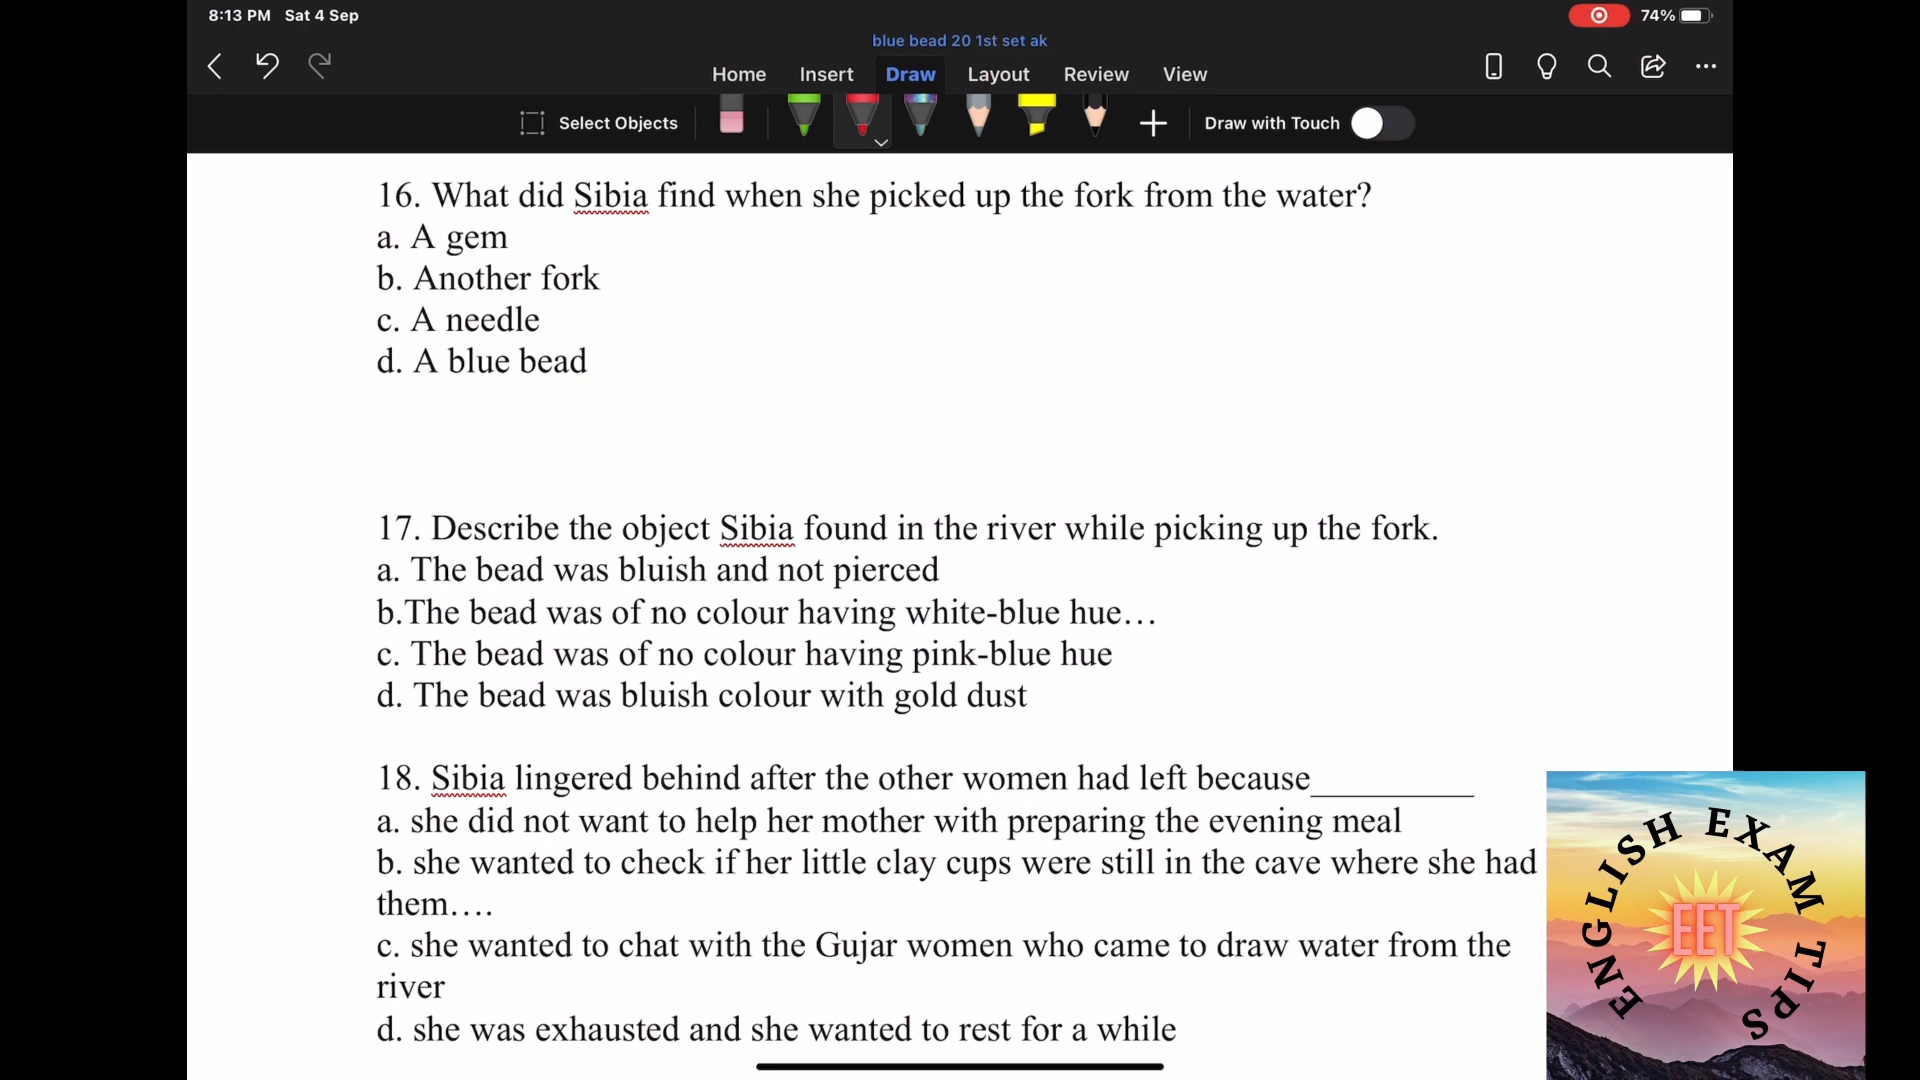 8:13 PM Sat 4 Sep
74%
blue bead 20 1st set ak
Home Insert Draw Layout Review View
Select Objects
Draw with Touch
16. What did Sibia find when she picked up the fork from the water?
a. A gem
b. Another fork
c. A needle
d. A blue bead
17. Describe the object Sibia found in the river while picking up the fork.
a. The bead was bluish and not pierced
b.The bead was of no colour having white-blue hue…
c. The bead was of no colour having pink-blue hue
d. The bead was bluish colour with gold dust
18. Sibia lingered behind after the other women had left because_________
a. she did not want to help her mother with preparing the evening meal
b. she wanted to check if her little clay cups were still in the cave where she had
them….
c. she wanted to chat with the Gujar women who came to draw water from the
river
d. she was exhausted and she wanted to rest for a while
ENGLISH EXAM TIPS
EET